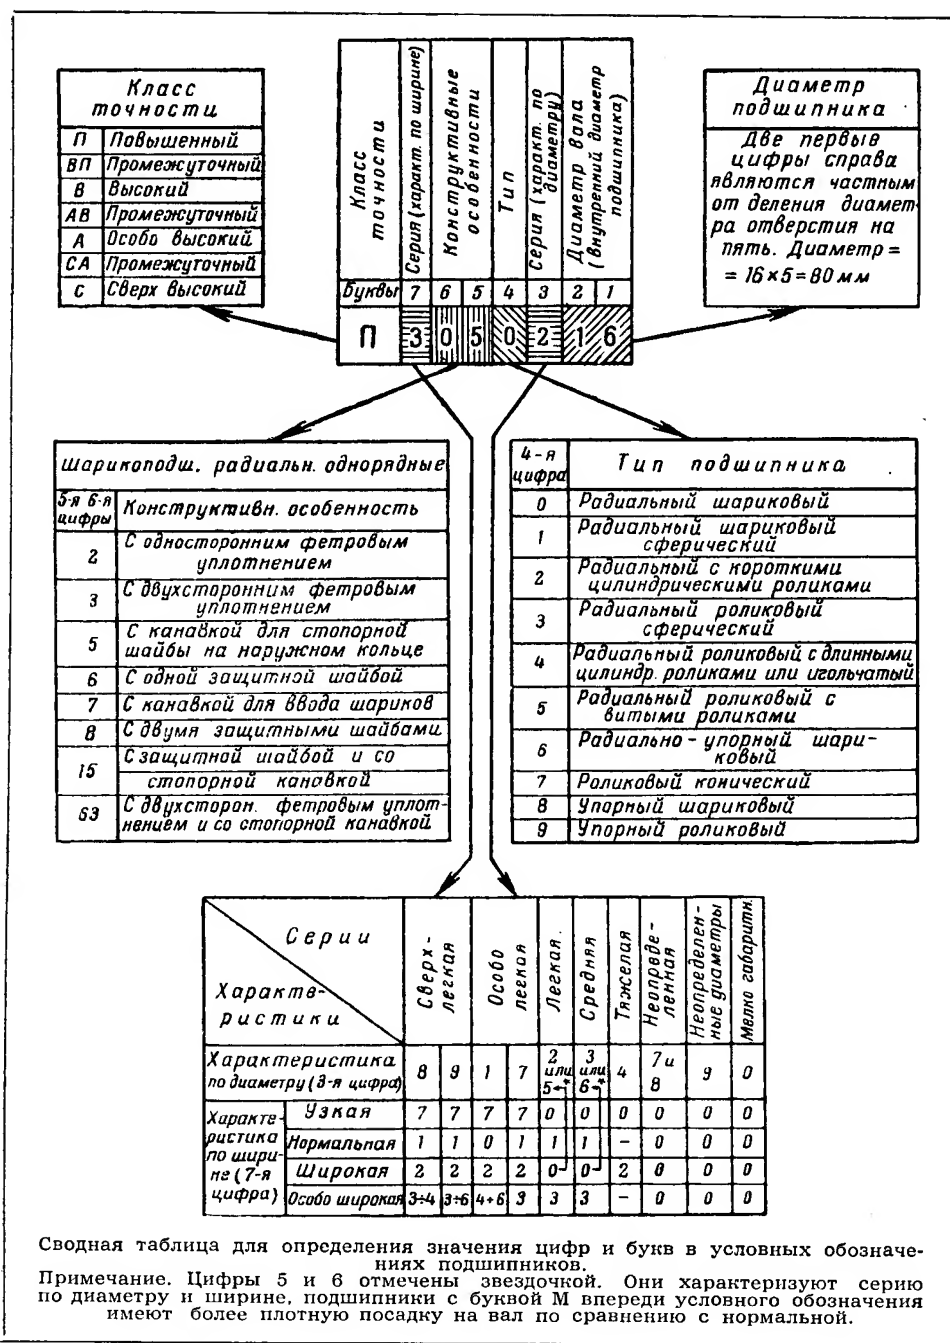 Класс
точности
П Повышенный
ВП Промежуточный
В Высокий
АВ Промежуточный
А Особо высокий
СА Промежуточный
С Сверх высокий
Класс точности
Серия (характ. по ширине)
Конструктивные особенности
Тип
Серия (характ. по диаметру)
Диаметр вала (внутренний диаметр подшипника)
Буквы 7 6 5 4 3 2 1
П 3 0 5 0 2 1 6
Диаметр
подшипника
Две первые
цифры справа
являются частным
от деления диамет-
ра отверстия на
пять. Диаметр =
= 16×5=80 мм
Шарикоподш. радиальн. однорядные
5-я 6-я
цифры
Конструктивн. особенность
2 С односторонним фетровым
уплотнением
3 С двухсторонним фетровым
уплотнением
5 С канавкой для стопорной
шайбы на наружном кольце
6 С одной защитной шайбой
7 С канавкой для ввода шариков
8 С двумя защитными шайбами
15 С защитной шайбой и со
стопорной канавкой
63 С двухсторон. фетровым уплот-
нением и со стопорной канавкой
4-я
цифра
Тип подшипника
0 Радиальный шариковый
1 Радиальный шариковый
сферический
2 Радиальный с короткими
цилиндрическими роликами
3 Радиальный роликовый
сферический
4 Радиальный роликовый с длинными
цилиндр. роликами или игольчатый
5 Радиальный роликовый с
витыми роликами
6 Радиально-упорный шари-
ковый
7 Роликовый конический
8 Упорный шариковый
9 Упорный роликовый
Серии
Характе-
ристики
Сверх-
легкая
Особо
легкая
Легкая.
Средняя
Тяжелая
Неопреде-
ленная
Неопределен-
ные диаметры
Мелко габаритн.
Характеристика
по диаметру (3-я цифра) 8 9 1 7 2 или 5* 3 или 6* 4 7 и 8 9 0
Характе-
ристика
по шири-
не (7-я
цифра)
Узкая 7 7 7 7 0 0 0 0 0 0
Нормальная 1 1 0 1 1 1 – 0 0 0
Широкая 2 2 2 2 0 0 2 0 0 0
Особо широкая 3÷4 3÷6 4÷6 3 3 3 – 0 0 0
Сводная таблица для определения значения цифр и букв в условных обозначе-
ниях подшипников.
Примечание. Цифры 5 и 6 отмечены звездочкой. Они характеризуют серию
по диаметру и ширине, подшипники с буквой М впереди условного обозначения
имеют более плотную посадку на вал по сравнению с нормальной.